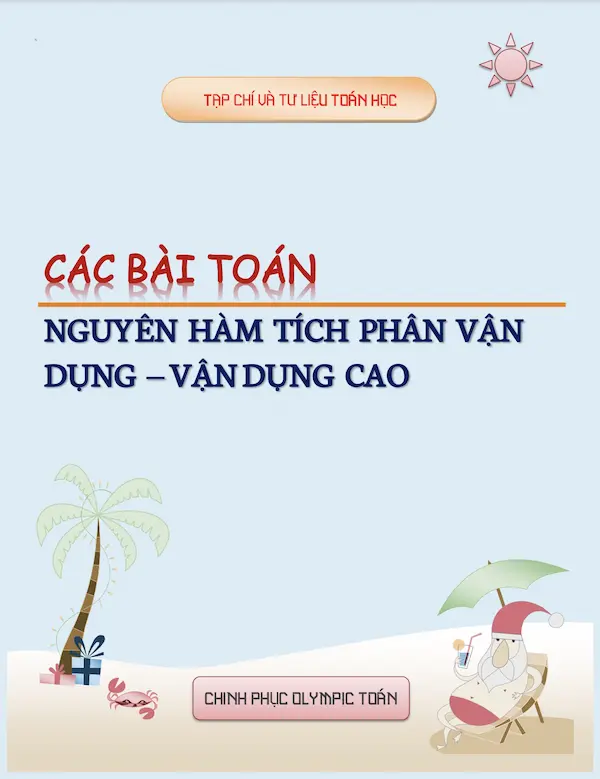 TẠP CHÍ VÀ TƯ LIỆU TOÁN HỌC
CÁC BÀI TOÁN
NGUYÊN HÀM TÍCH PHÂN VẬN
DỤNG – VẬN DỤNG CAO
CHINH PHỤC OLYMPIC TOÁN